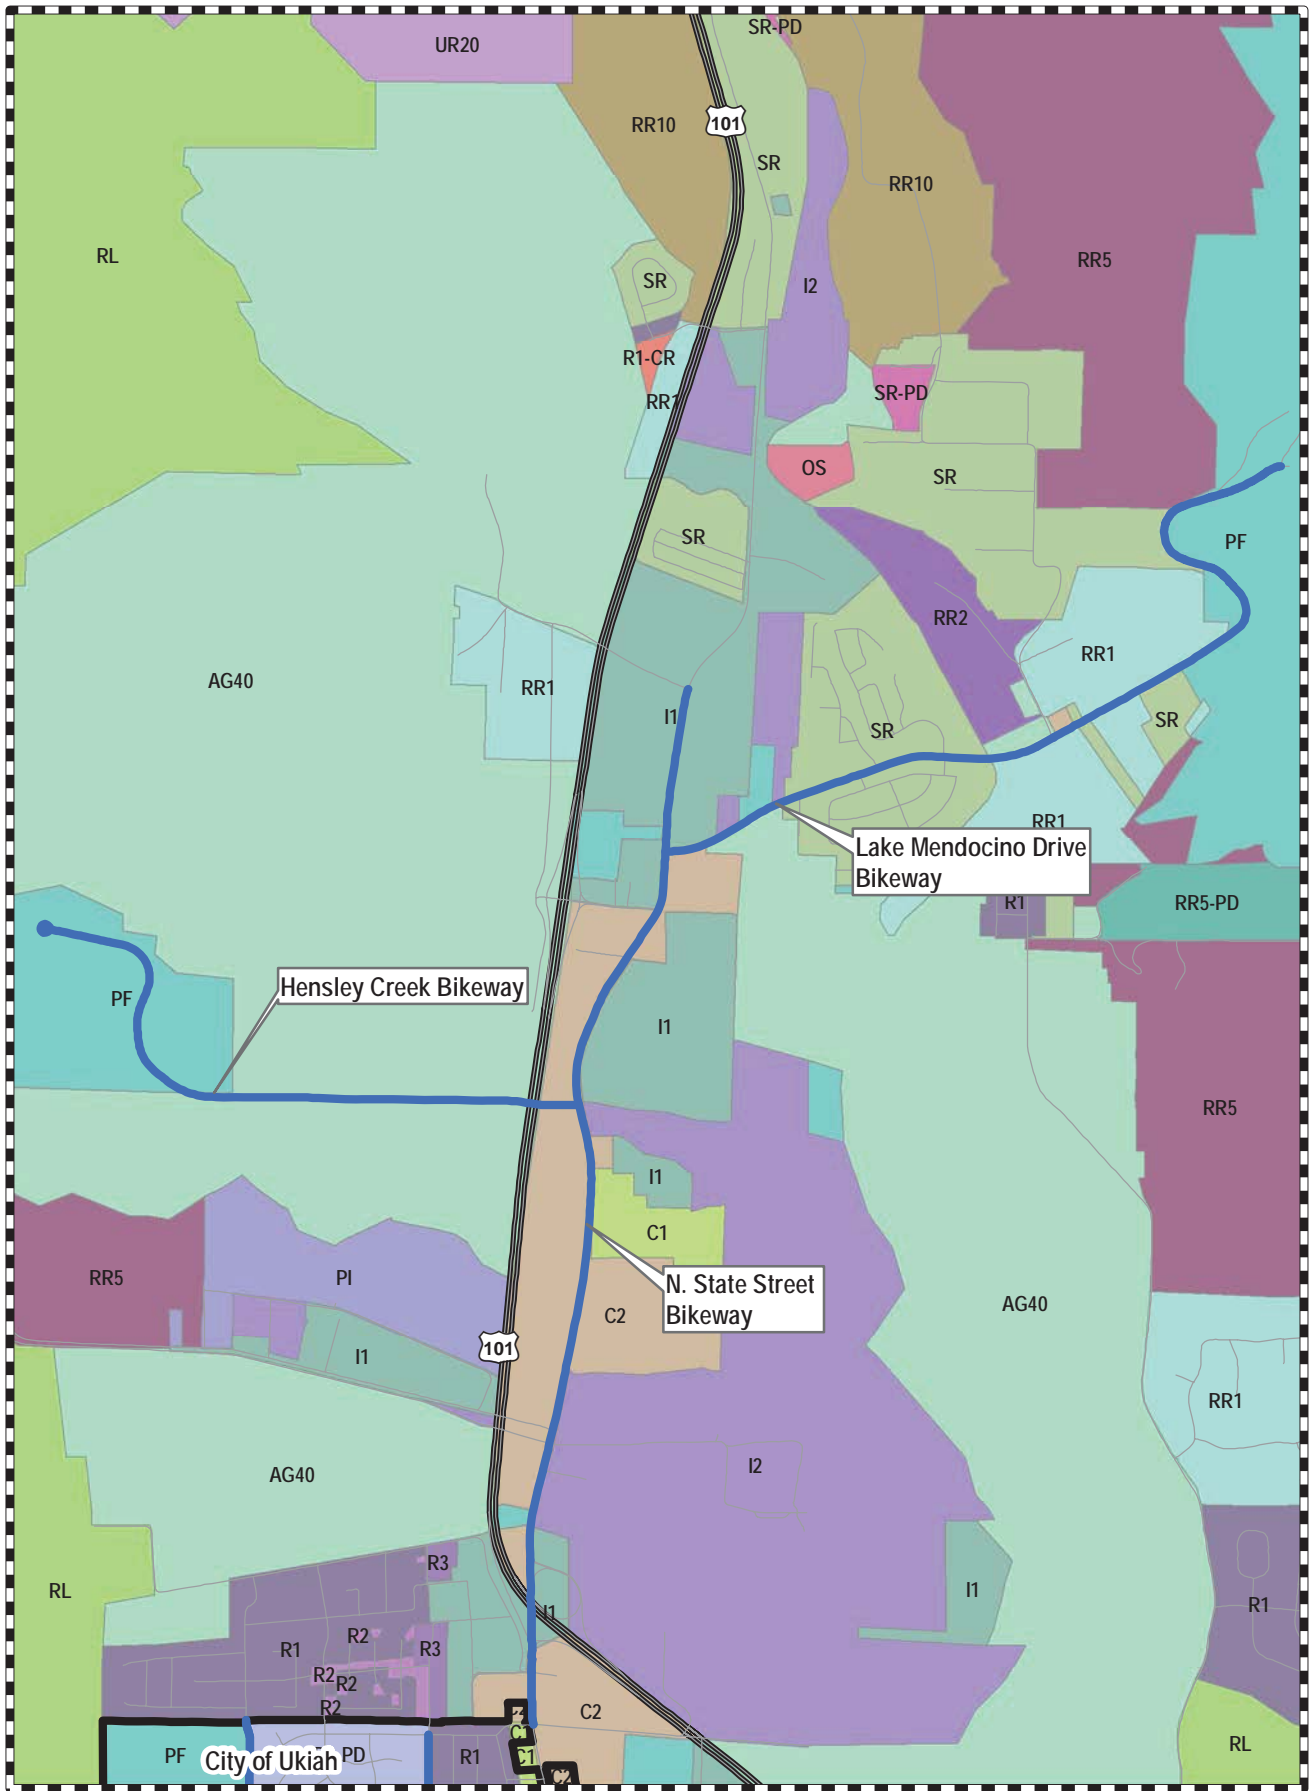 UR20
SR-PD
RR10
101
SR
RR10
RL
RR5
SR
I2
R1-CR
RR1
SR-PD
OS
SR
SR
PF
RR2
RR1
AG40
RR1
I1
SR
SR
RR1
Lake Mendocino Drive
Bikeway
R1
RR5-PD
Hensley Creek Bikeway
PF
I1
RR5
I1
C1
RR5
PI
N. State Street
Bikeway
AG40
C2
101
I1
RR1
AG40
I2
R3
RL
I1
I1
R1
R2
R1
R3
R2
R2
R2
C2
C2
C1
PF
City of Ukiah
PD
R1
C1
RL
C2